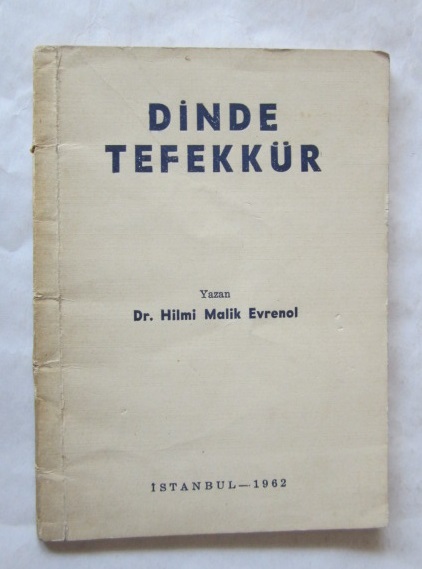 DİNDE
TEFEKKÜR
Yazan
Dr. Hilmi Malik Evrenol
İSTANBUL—1962